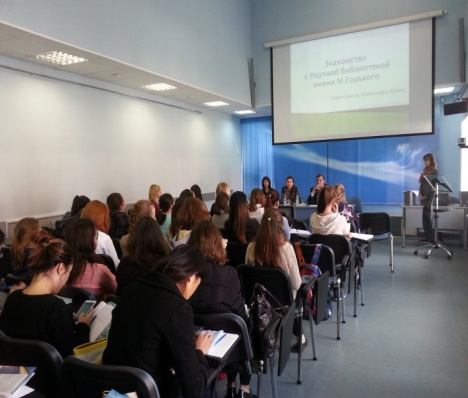 Знакомство
с Научной библиотекой
имени М.Горького